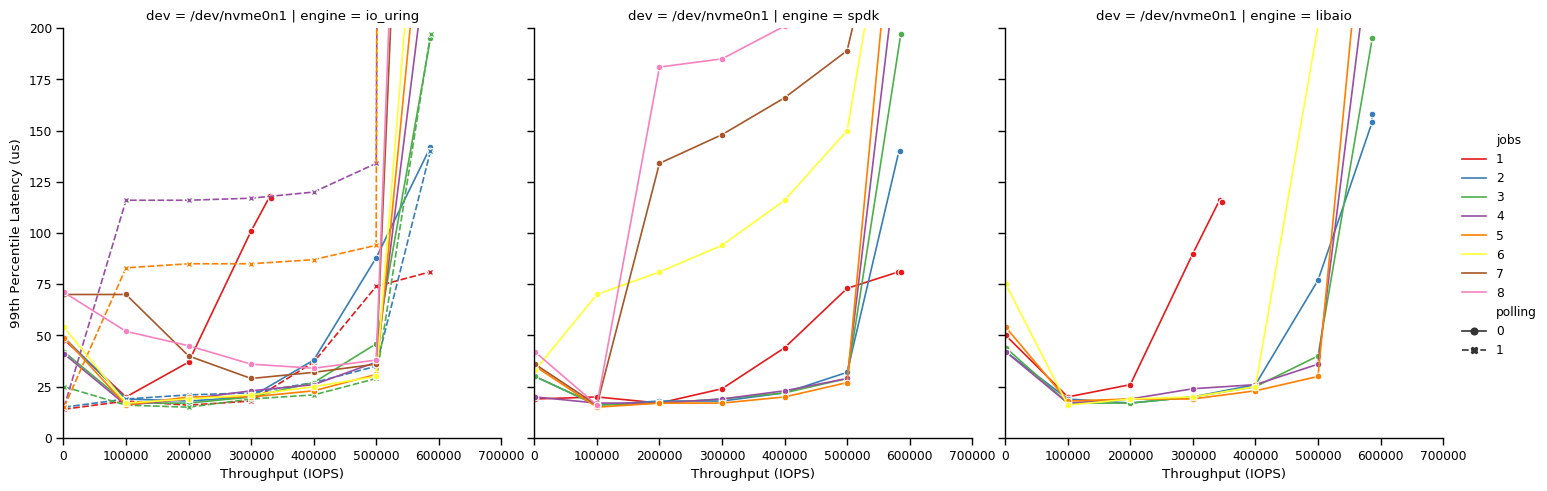 dev = /dev/nvme0n1 | engine = io_uring
dev = /dev/nvme0n1 | engine = spdk
dev = /dev/nvme0n1 | engine = libaio
99th Percentile Latency (us)
200
175
150
125
100
75
50
25
0
0 100000 200000 300000 400000 500000 600000 700000
Throughput (IOPS)
0 100000 200000 300000 400000 500000 600000 700000
Throughput (IOPS)
0 100000 200000 300000 400000 500000 600000 700000
Throughput (IOPS)
jobs
1
2
3
4
5
6
7
8
polling
0
1